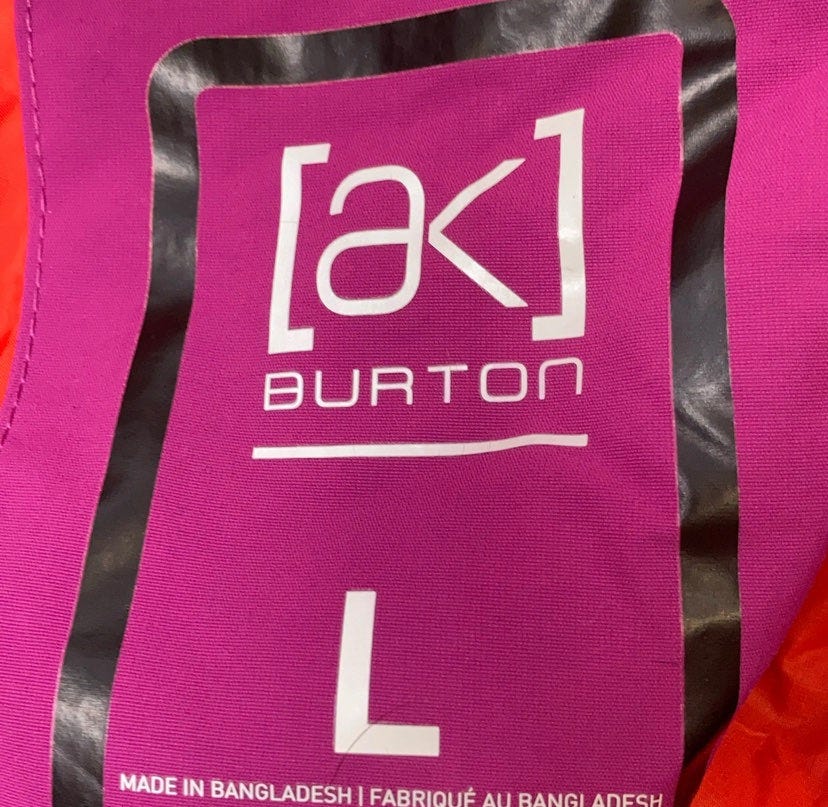 [ak]
BURTON
L
MADE IN BANGLADESH | FABRIQUÉ AU BANGLADESH